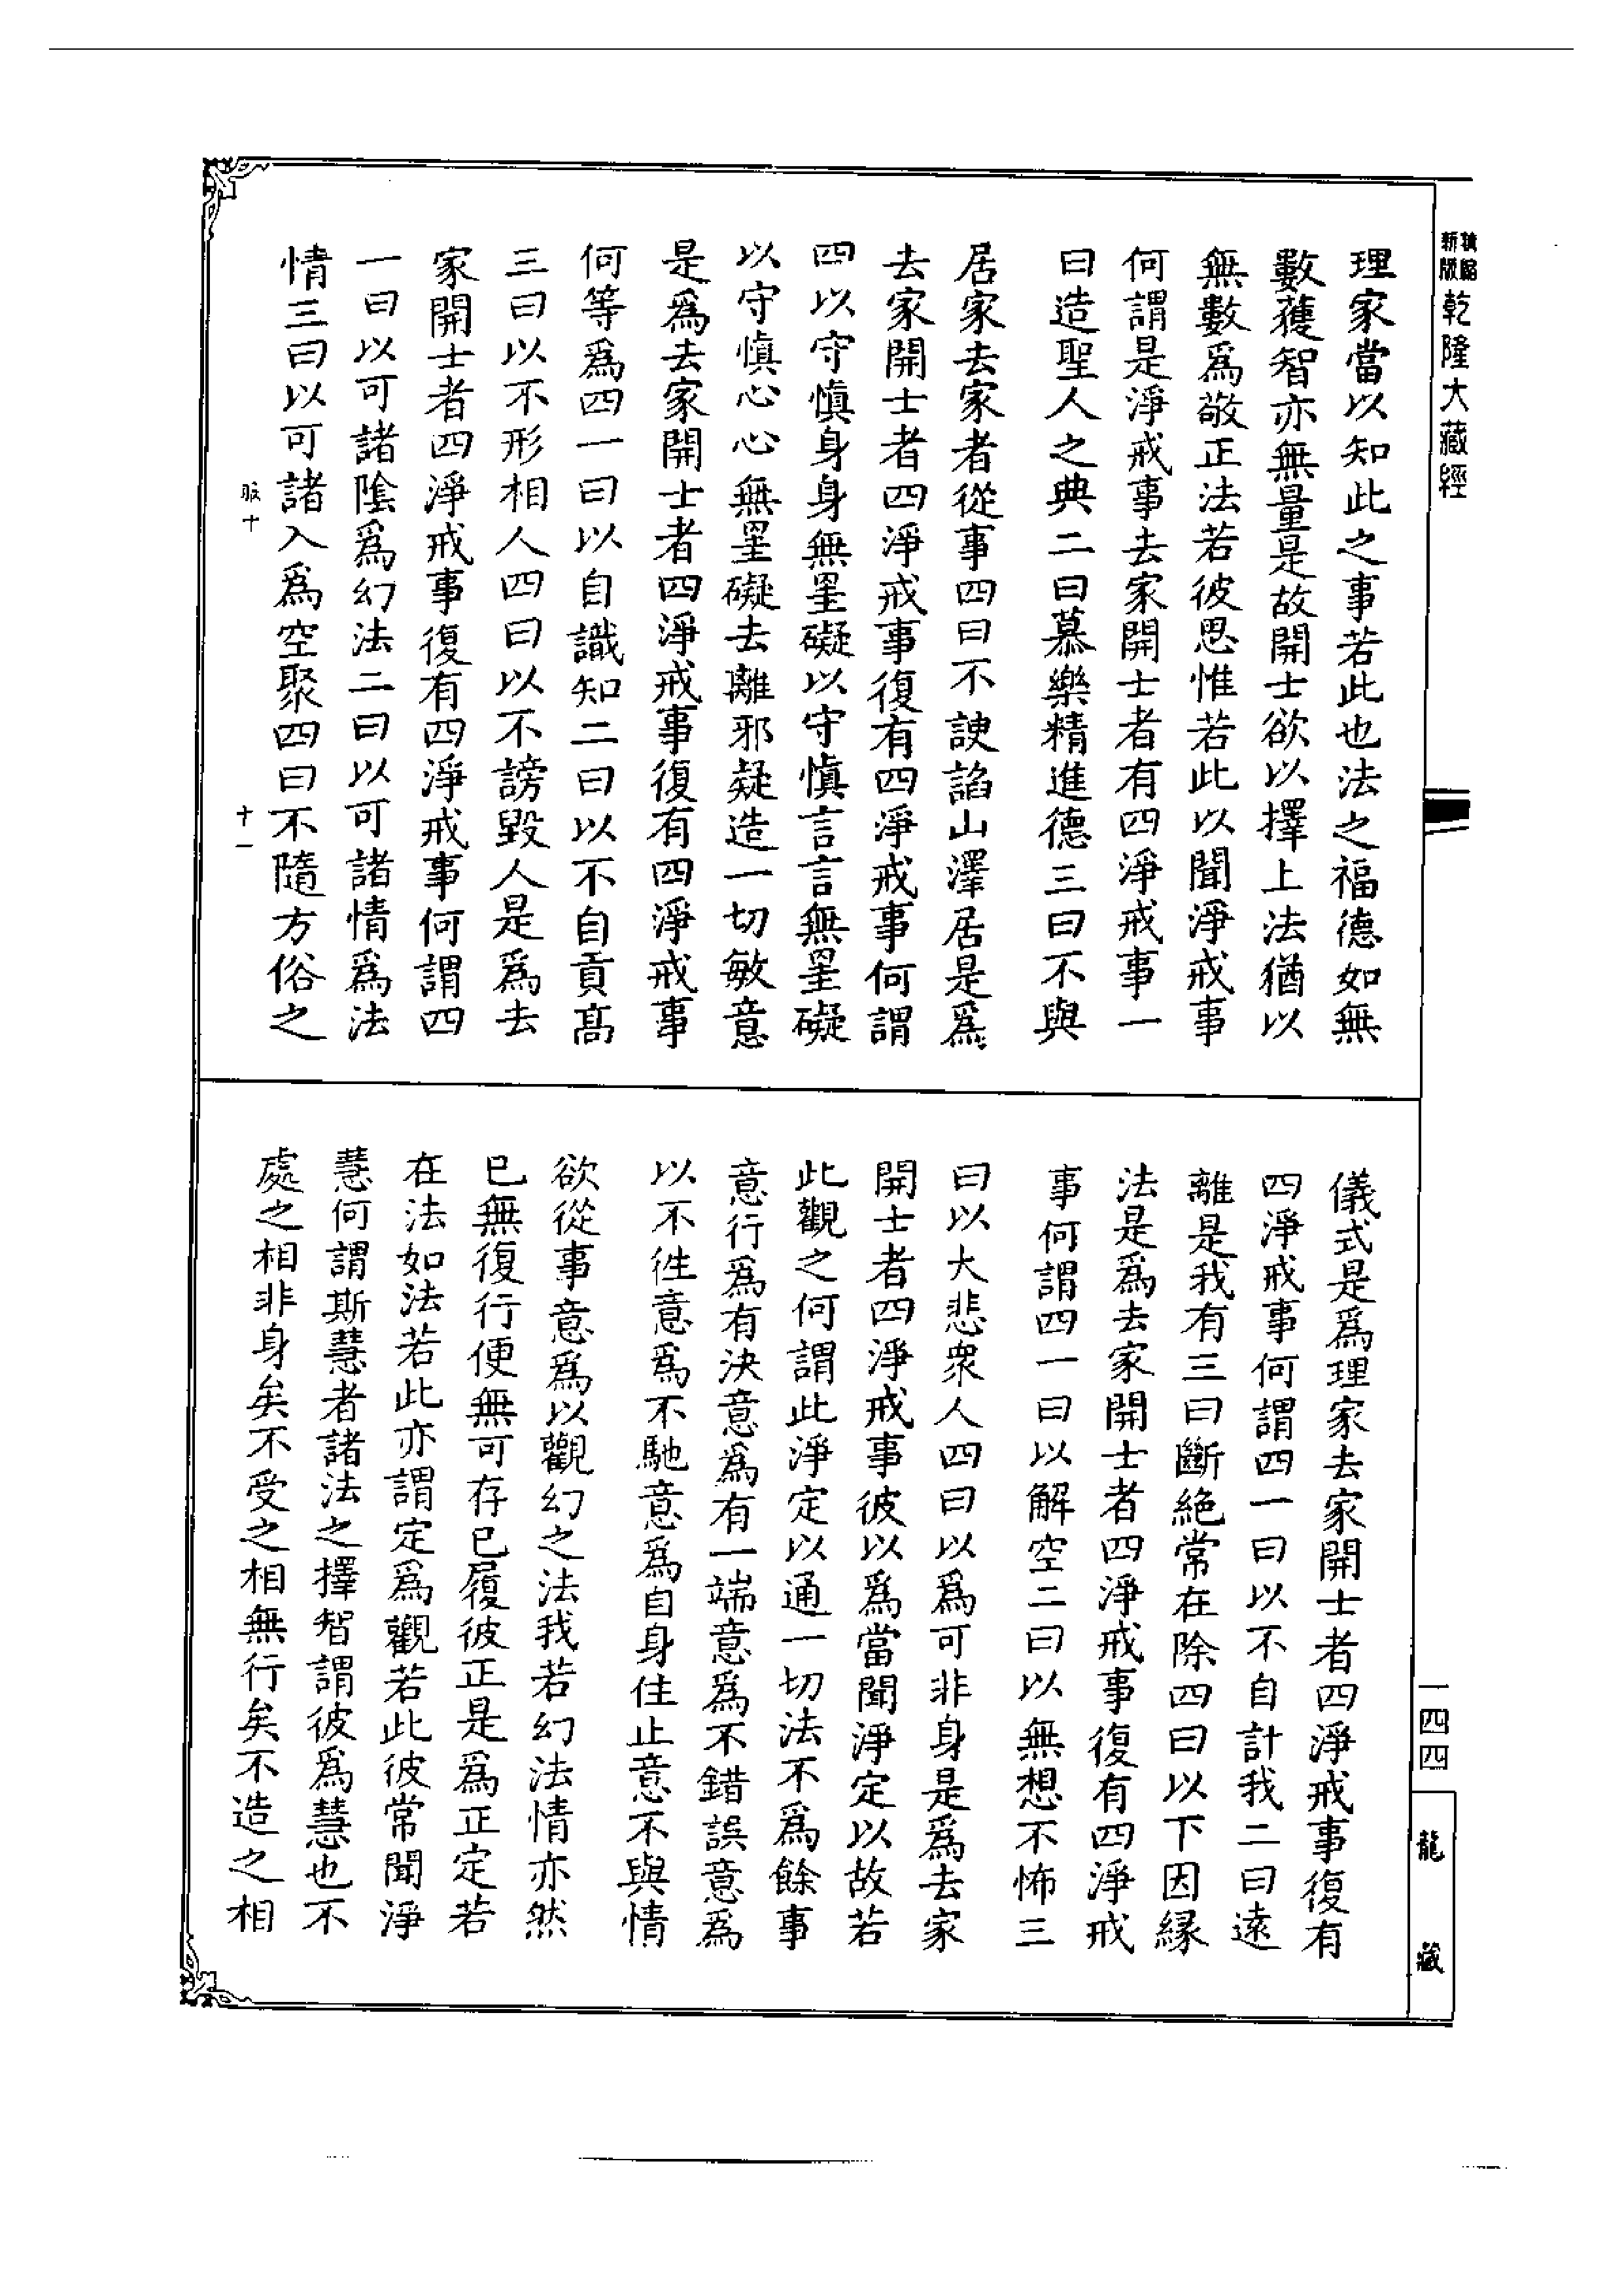 乾隆大藏經
理家當以知此之事若此也法之福德如無
數蓰智亦無量是故開士欲以擇上法猶以
無數爲敬正法若彼思惟若此以聞淨戒事
何謂是淨戒事去家開士者有四淨戒事一
曰造聖人之典二曰慕樂精進德三曰不與
居家去家者從事四曰不諛諂山澤居是爲
去家開士者四淨戒事復有四淨戒事何謂
四以守慎身身無罣礙以守慎言言無罣礙
以守慎心心無罣礙去離邪疑造一切敏意
是爲去家開士者四淨戒事復有四淨戒事
何等爲四一曰以自識知二曰以不自貢高
三曰以不形相人四曰以不謗毀人是爲去
家開士者四淨戒事復有四淨戒事何謂四
一曰以可諸陰爲幻法二曰以可諸情爲法
情三曰以可諸入爲空聚四曰不隨方俗之
十一
儀式是爲理家去家開士者四淨戒事復有
四淨戒事何謂四一曰以不自計我二曰遠
離是我有三曰斷絶常在除四曰以下因縁
法是爲去家開士者四淨戒事復有四淨戒
事何謂四一曰以解空二曰以無想不怖三
曰以大悲衆人四曰以爲可非身是爲去家
開士者四淨戒事彼以爲當聞淨定以故若
此觀之何謂此淨定以通一切法不爲餘事
意行爲有決意爲有一端意爲不錯誤意爲
以不徃意爲不馳意爲自身住止意不與情
欲從事意爲以觀幻之法我若幻法情亦然
已無復行便無可存已履彼正是爲正定若
在法如法若此亦謂定爲觀若此彼常聞淨
慧何謂斯慧者諸法之擇智謂彼爲慧也不
處之相非身矣不受之相無行矣不造之相
一四四
龍藏